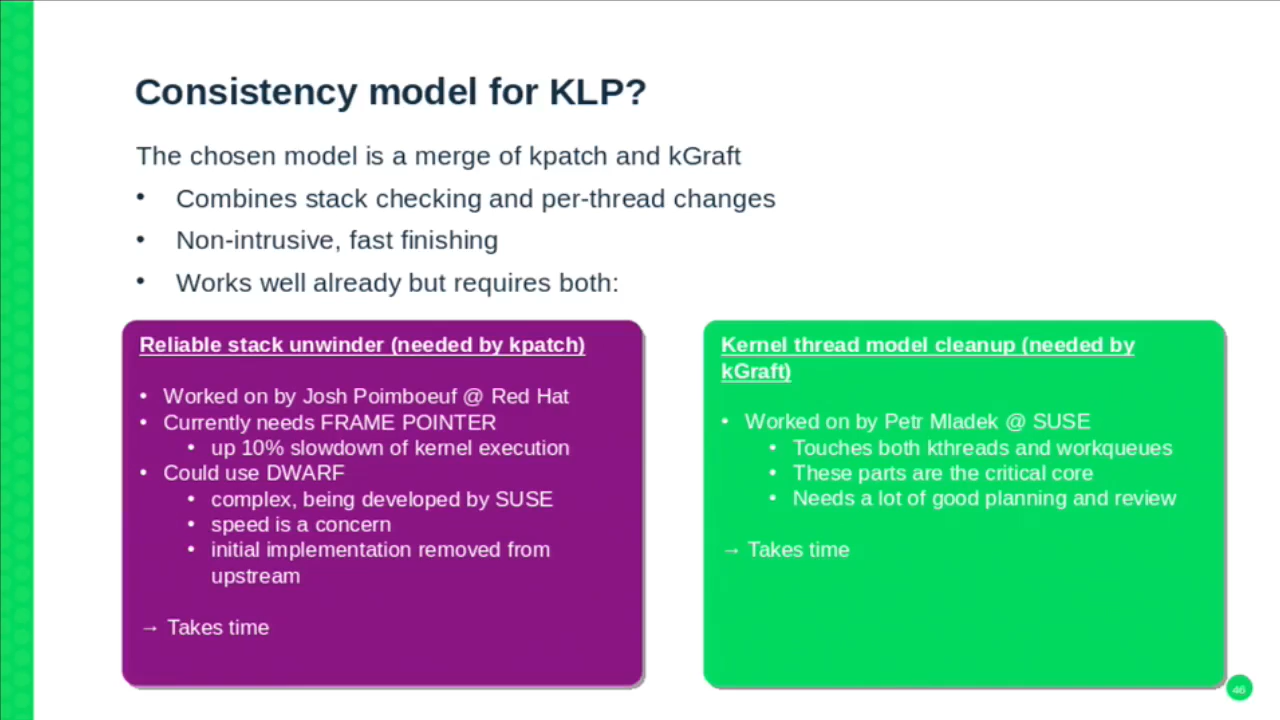 Consistency model for KLP?
The chosen model is a merge of kpatch and kGraft
• Combines stack checking and per-thread changes
• Non-intrusive, fast finishing
• Works well already but requires both:
Reliable stack unwinder (needed by kpatch)
• Worked on by Josh Poimboeuf @ Red Hat
• Currently needs FRAME POINTER
• up 10% slowdown of kernel execution
• Could use DWARF
• complex, being developed by SUSE
• speed is a concern
• initial implementation removed from
upstream
→ Takes time
Kernel thread model cleanup (needed by
kGraft)
• Worked on by Petr Mladek @ SUSE
• Touches both kthreads and workqueues
• These parts are the critical core
• Needs a lot of good planning and review
→ Takes time
46